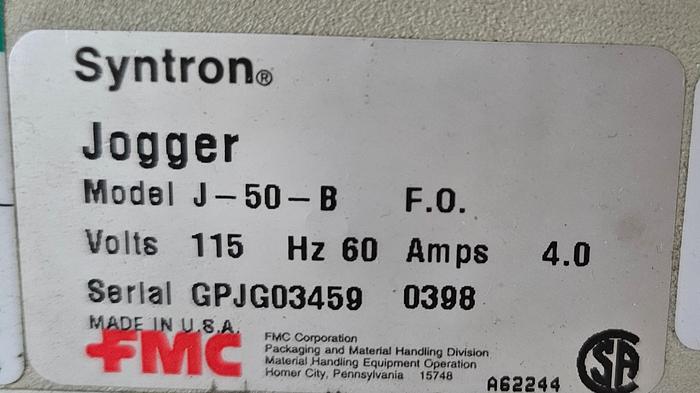 Syntron®
Jogger
Model J-50-B F.O.
Volts 115 Hz 60 Amps 4.0
Serial GPJG03459 0398
MADE IN U.S.A.
FMC
FMC Corporation
Packaging and Material Handling Division
Material Handling Equipment Operation
Homer City, Pennsylvania 15748
A62244
SA